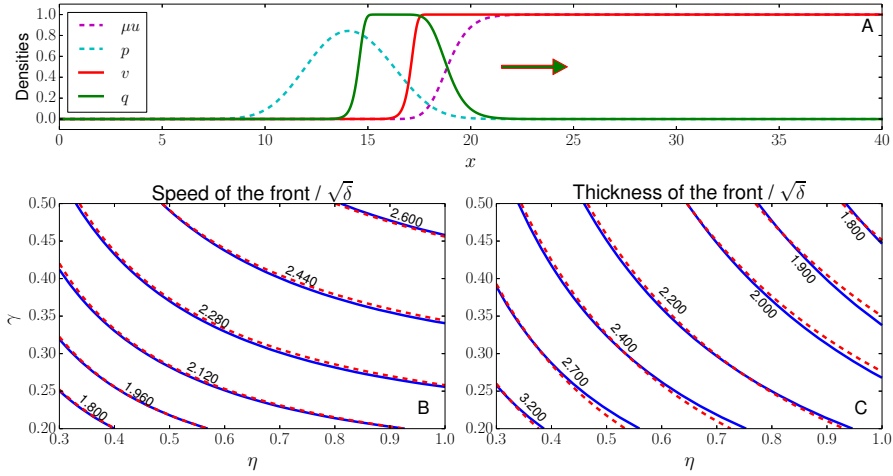 A
Densities
1.0
0.8
0.6
0.4
0.2
0.0
μu
p
v
q
0 5 10 15 20 25 30 35 40
x
Speed of the front / √δ
γ
0.50
0.45
0.40
0.35
0.30
0.25
0.20
2.600
2.440
2.280
2.120
1.960
1.800
B
0.3 0.4 0.5 0.6 0.7 0.8 0.9 1.0
η
Thickness of the front / √δ
0.50
0.45
0.40
0.35
0.30
0.25
0.20
1.800
1.900
2.000
2.200
2.400
2.700
3.200
C
0.3 0.4 0.5 0.6 0.7 0.8 0.9 1.0
η